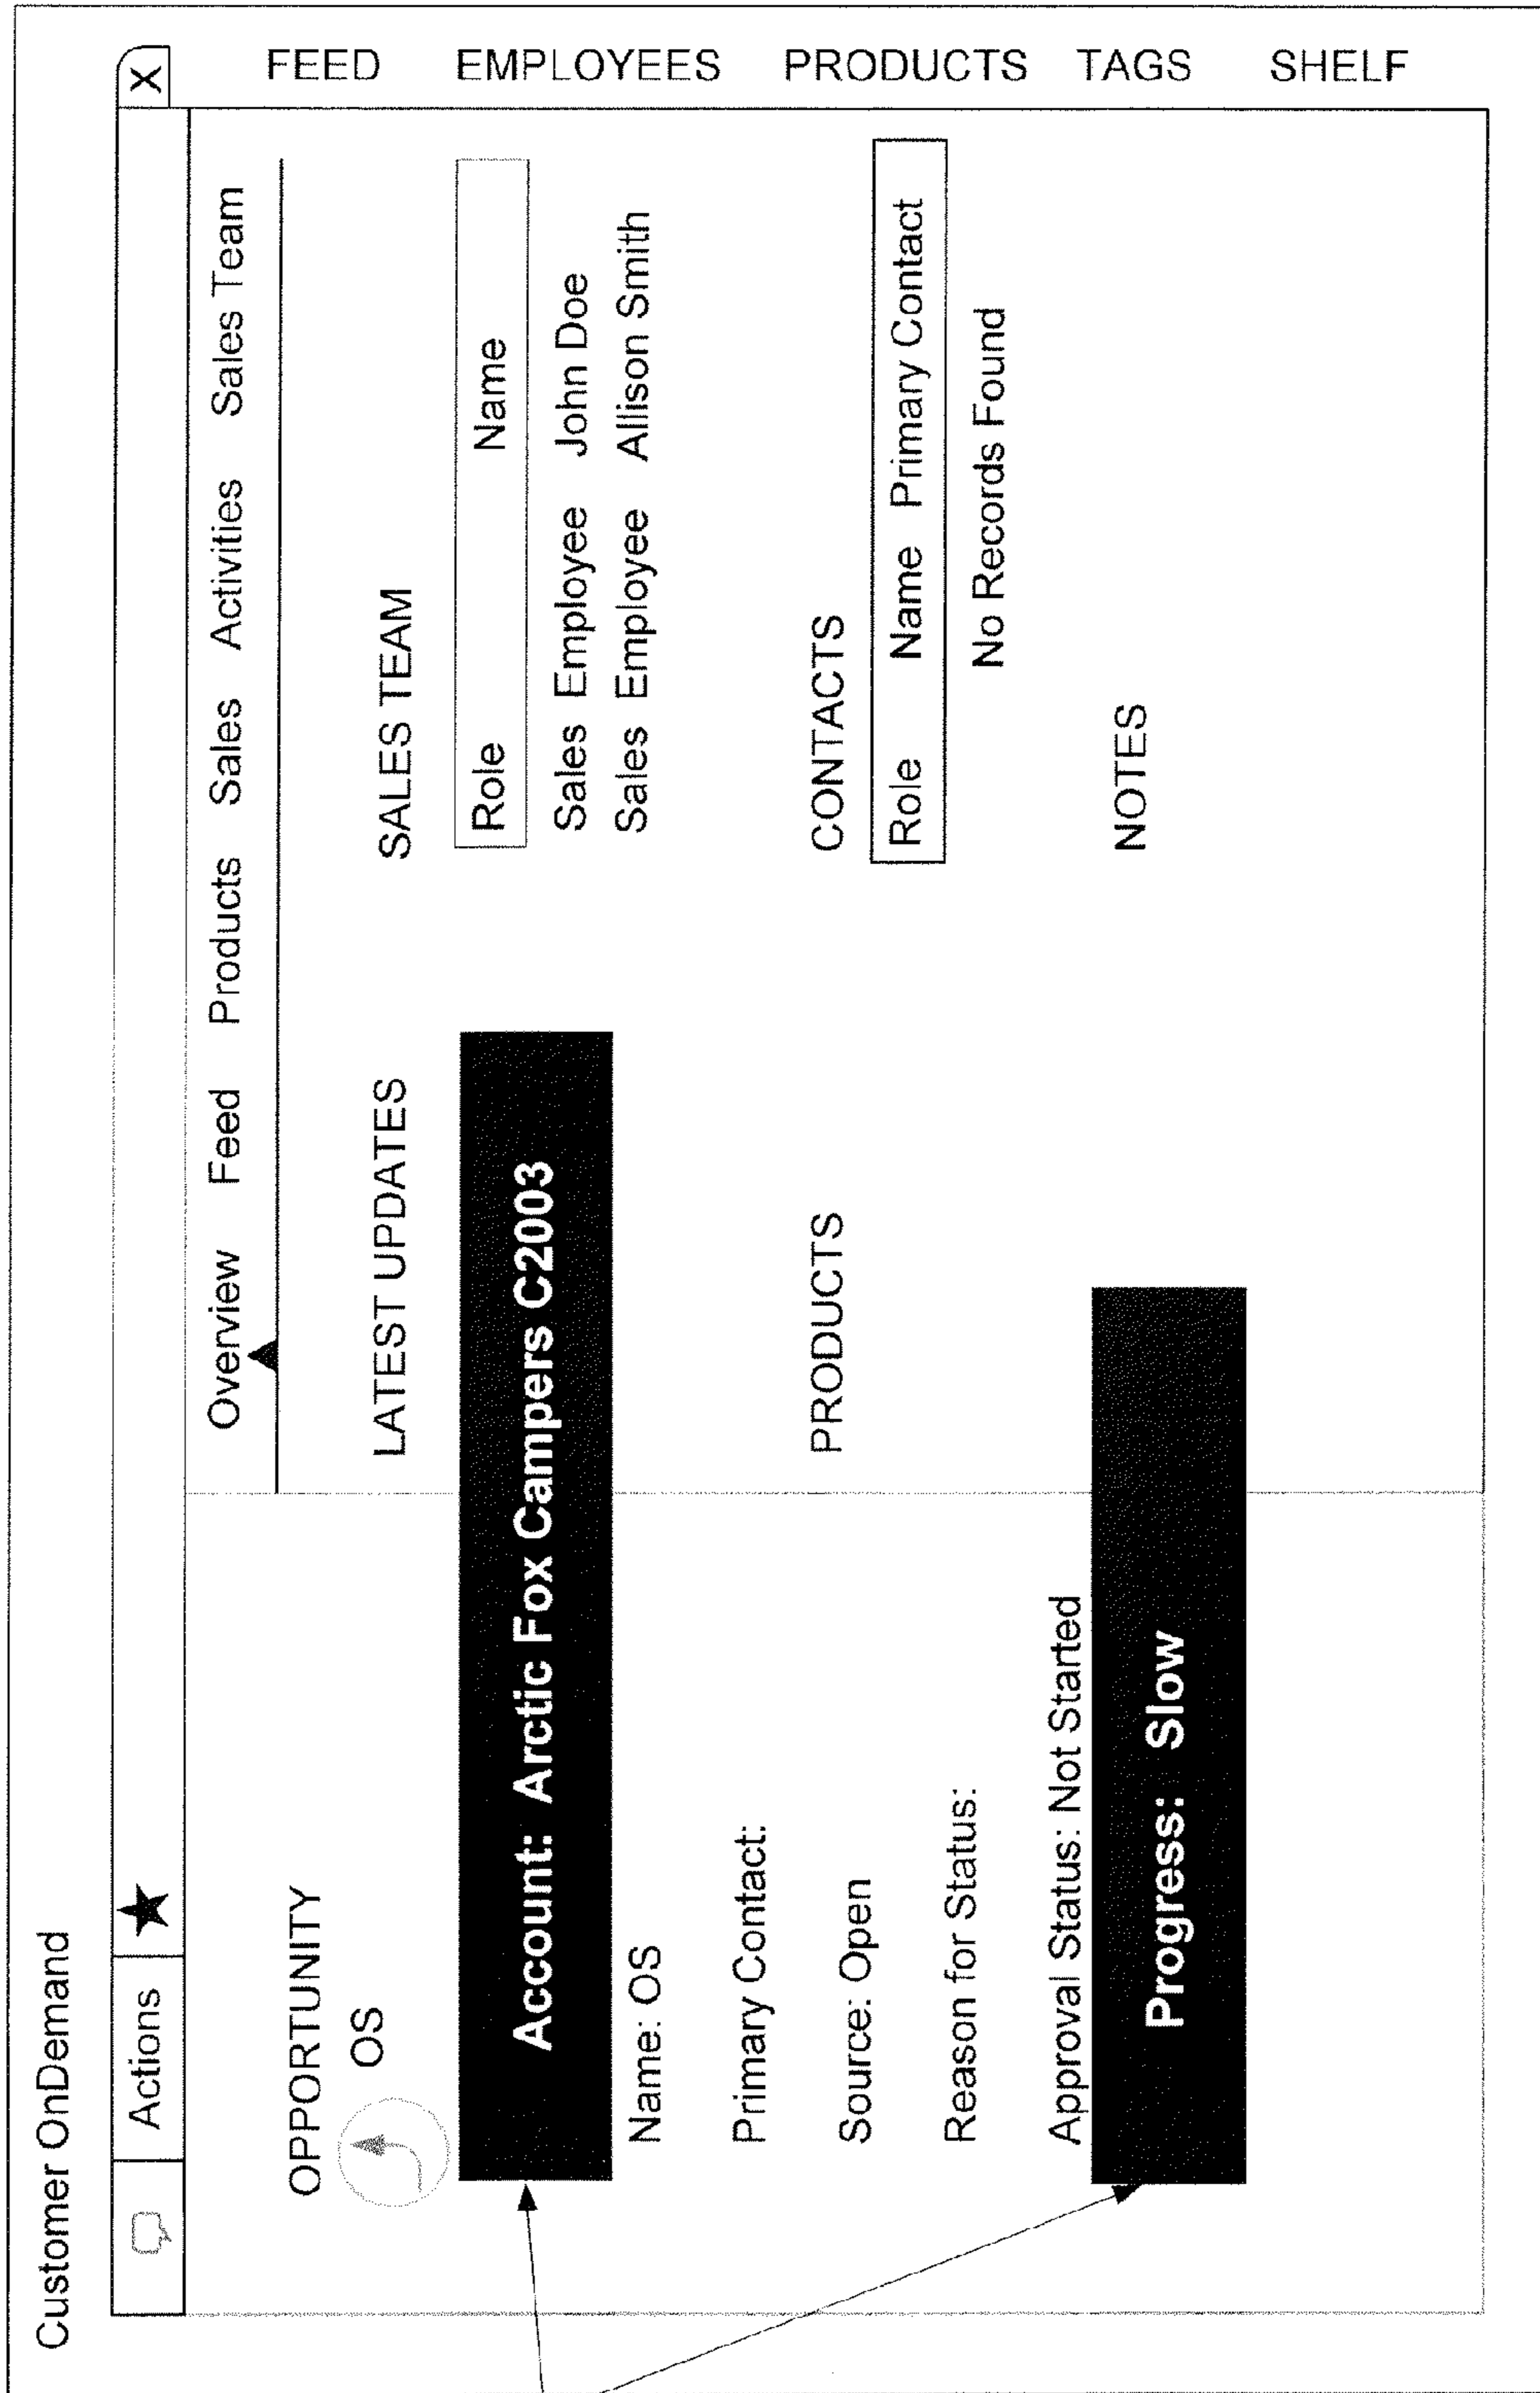 Customer OnDemand
Actions
X
FEED
EMPLOYEES
PRODUCTS
TAGS
SHELF
Overview Feed Products Sales Activities Sales Team
OPPORTUNITY
OS
Account: Arctic Fox Campers C2003
Name: OS
Primary Contact:
Source: Open
Reason for Status:
Approval Status: Not Started
Progress: Slow
LATEST UPDATES
PRODUCTS
SALES TEAM
Role Name
Sales Employee John Doe
Sales Employee Allison Smith
CONTACTS
Role Name Primary Contact
No Records Found
NOTES